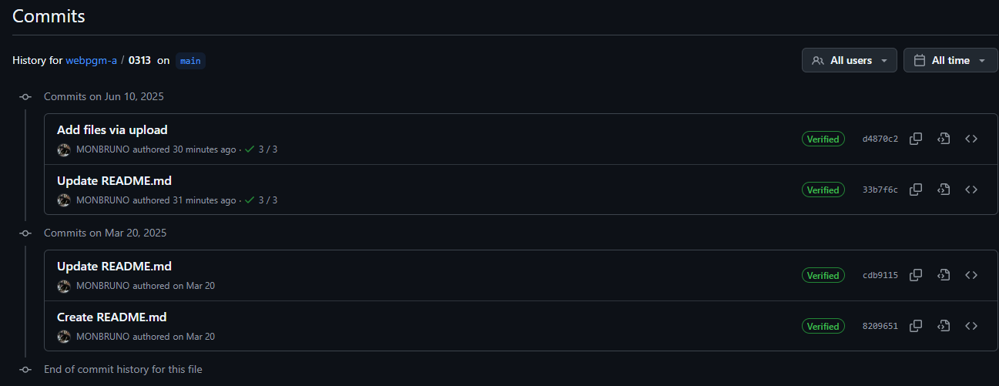 Commits
History for webpgm-a / 0313 on main
All users
All time
Commits on Jun 10, 2025
Add files via upload
MONBRUNO authored 30 minutes ago · 3 / 3
Verified
d4870c2
Update README.md
MONBRUNO authored 31 minutes ago · 3 / 3
Verified
33b7f6c
Commits on Mar 20, 2025
Update README.md
MONBRUNO authored on Mar 20
Verified
cdb9115
Create README.md
MONBRUNO authored on Mar 20
Verified
8209651
End of commit history for this file